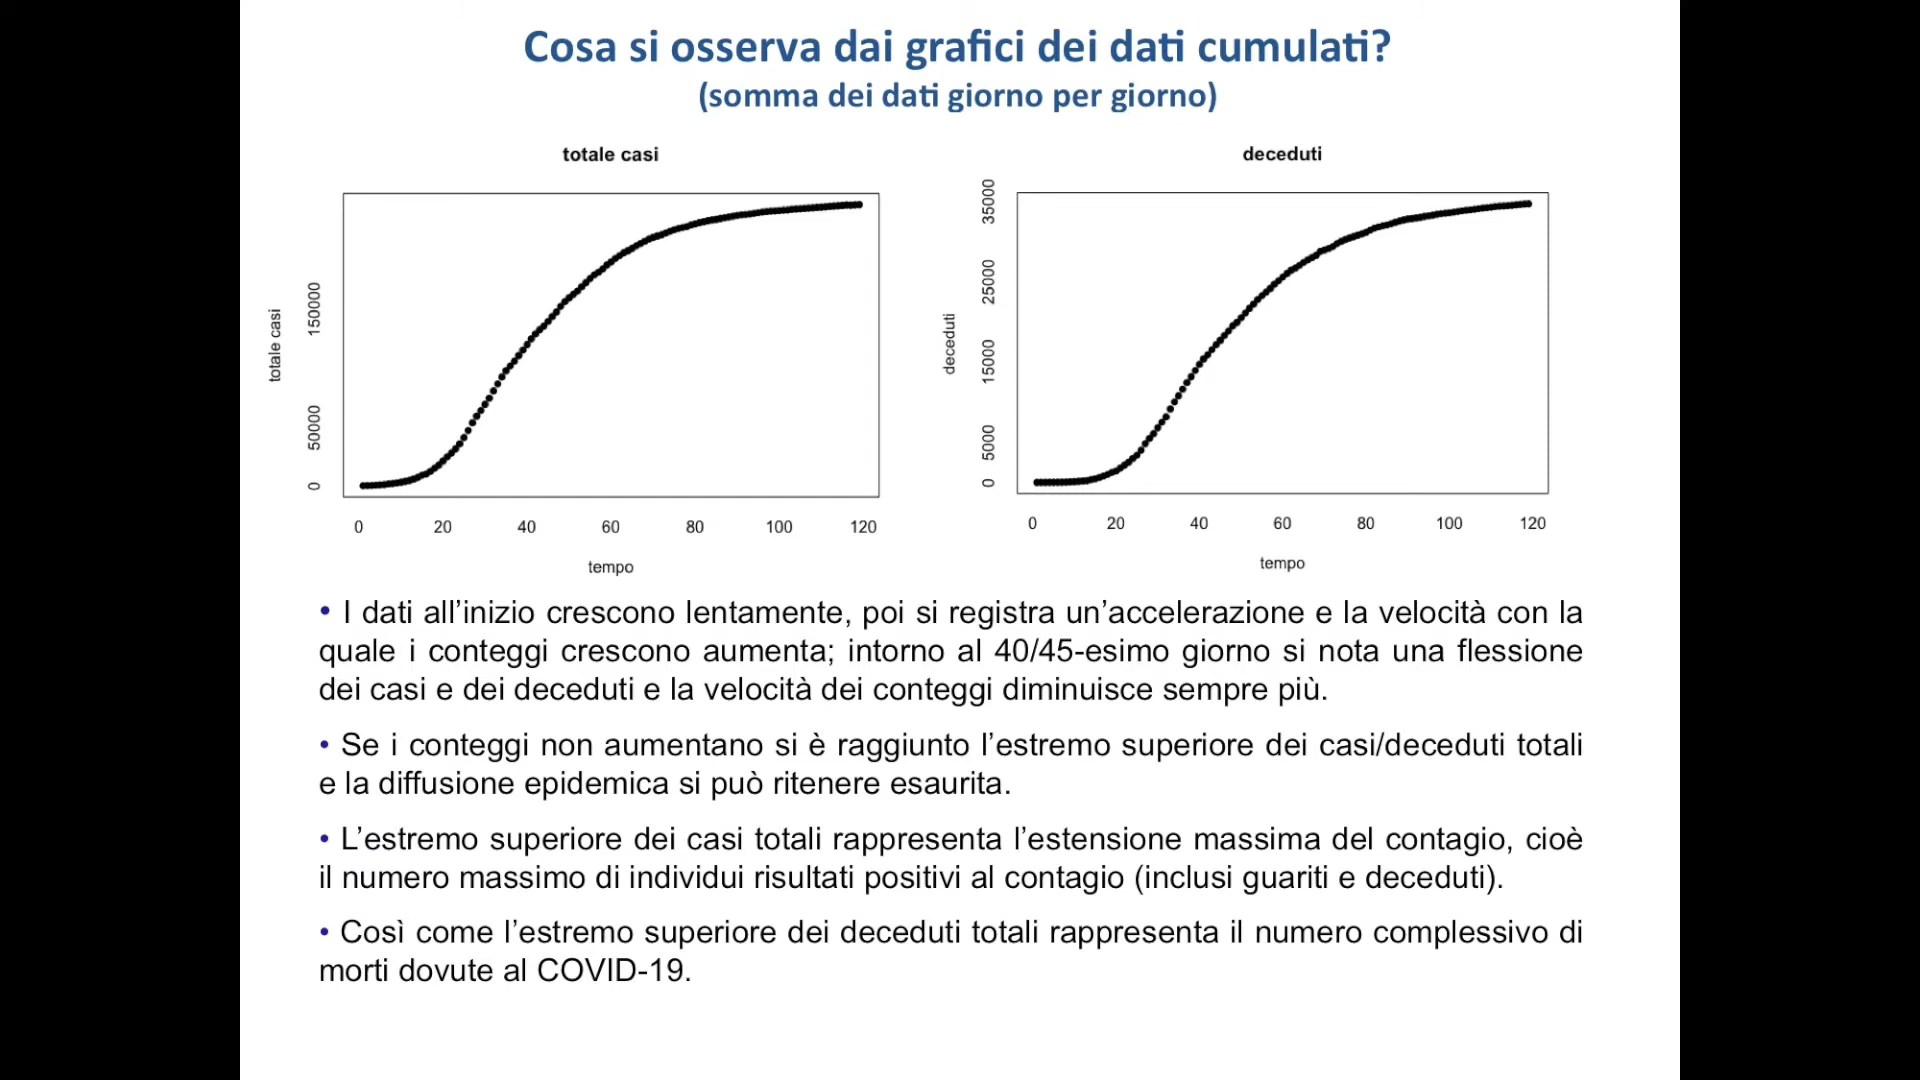 Cosa si osserva dai grafici dei dati cumulati?
(somma dei dati giorno per giorno)
totale casi
totale casi
150000
50000
0
0 20 40 60 80 100 120
tempo
deceduti
deceduti
35000
25000
15000
5000
0
0 20 40 60 80 100 120
tempo
• I dati all’inizio crescono lentamente, poi si registra un’accelerazione e la velocità con la
quale i conteggi crescono aumenta; intorno al 40/45-esimo giorno si nota una flessione
dei casi e dei deceduti e la velocità dei conteggi diminuisce sempre più.
• Se i conteggi non aumentano si è raggiunto l’estremo superiore dei casi/deceduti totali
e la diffusione epidemica si può ritenere esaurita.
• L’estremo superiore dei casi totali rappresenta l’estensione massima del contagio, cioè
il numero massimo di individui risultati positivi al contagio (inclusi guariti e deceduti).
• Così come l’estremo superiore dei deceduti totali rappresenta il numero complessivo di
morti dovute al COVID-19.